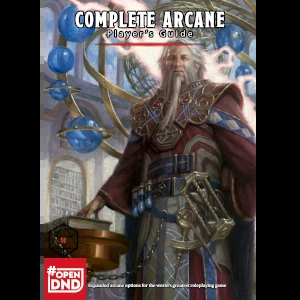 COMPLETE ARCANE
Player's Guide
#OPEN
DND
Expanded arcane options for the world's greatest roleplaying game